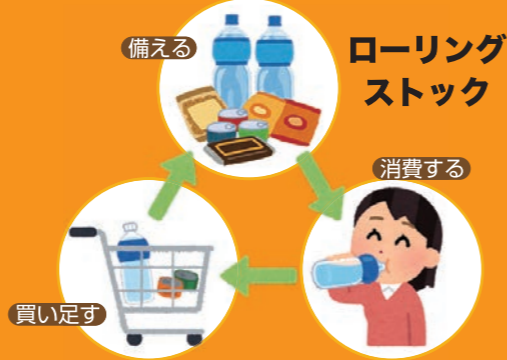 ローリング
ストック
備える
消費する
買い足す